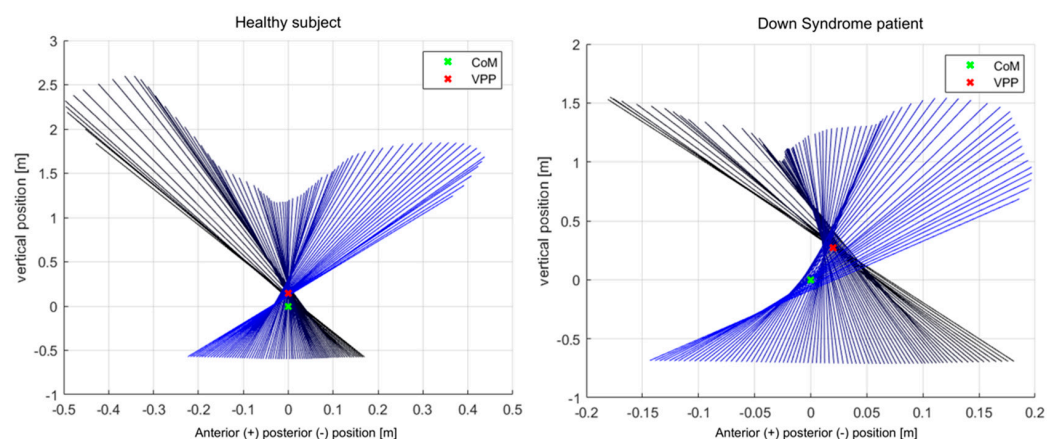 Healthy subject
CoM
VPP
3
2.5
2
1.5
1
0.5
0
-0.5
-1
vertical position [m]
-0.5 -0.4 -0.3 -0.2 -0.1 0 0.1 0.2 0.3 0.4 0.5
Anterior (+) posterior (-) position [m]
Down Syndrome patient
CoM
VPP
2
1.5
1
0.5
0
-0.5
-1
vertical position [m]
-0.2 -0.15 -0.1 -0.05 0 0.05 0.1 0.15 0.2
Anterior (+) posterior (-) position [m]